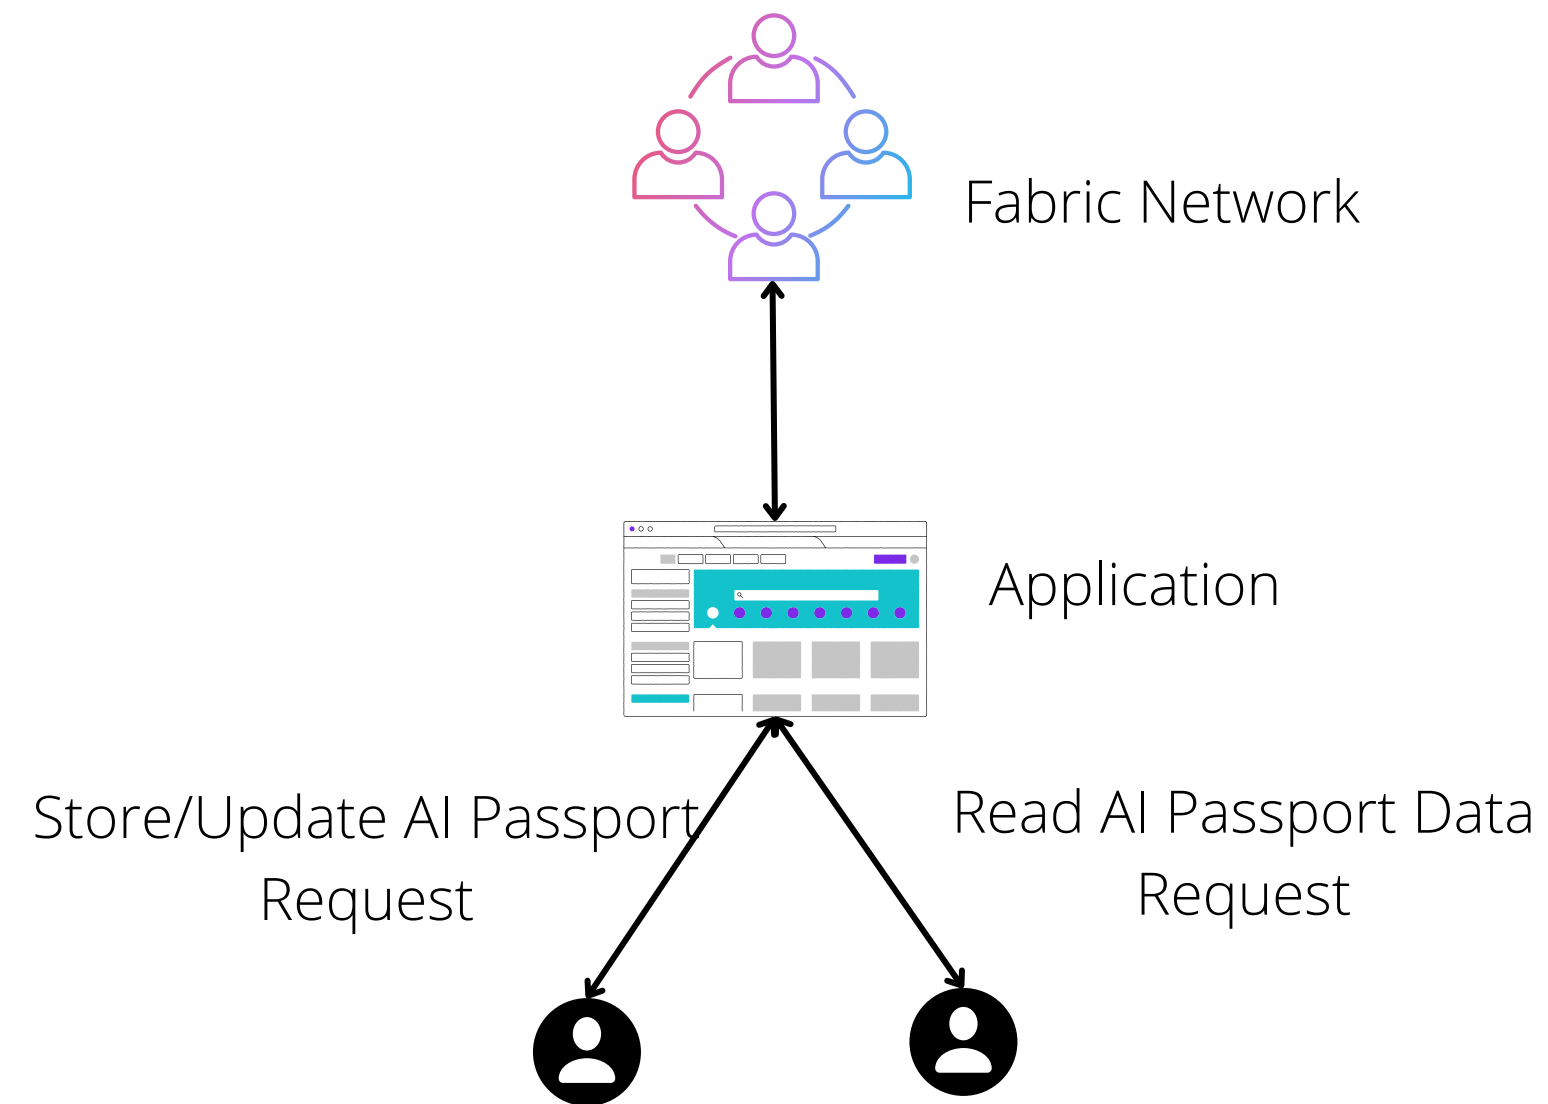 Fabric Network
Application
Store/Update AI Passport
Request
Read AI Passport Data
Request